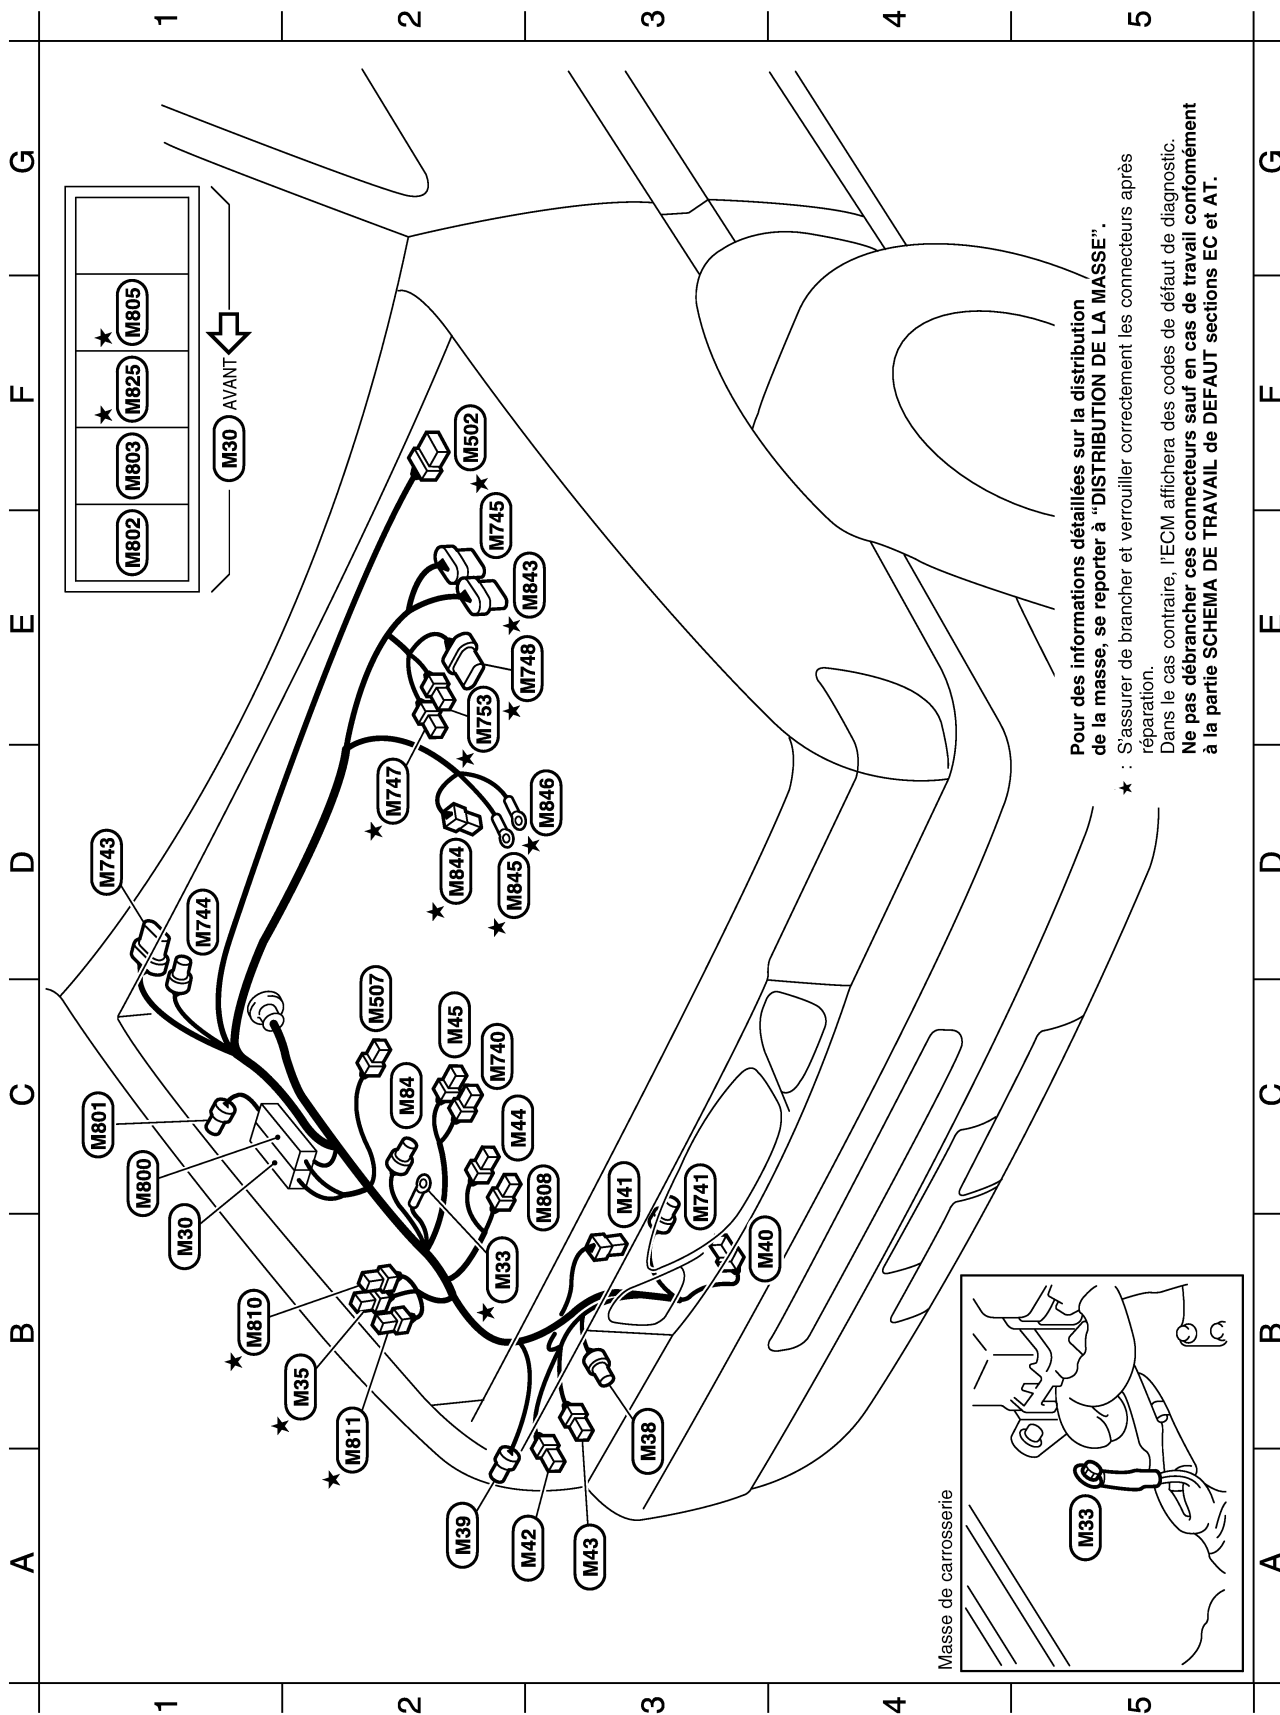 1
2
3
4
5
G
F
E
D
C
B
A
G
F
E
D
C
B
A
1
2
3
4
5
M802
M803
★
M825
★
M805
M30
AVANT
M743
M744
M801
M800
M30
★
M810
★
M35
★
M811
M39
M42
M43
M38
M507
M84
M45
M740
M44
M808
M33
★
M41
M741
M40
M502
★
M745
M843
★
M748
★
M753
★
M747
★
M844
★
M845
★
M846
★
Pour des informations détaillées sur la distribution
de la masse, se reporter à “DISTRIBUTION DE LA MASSE”.
★ : S’assurer de brancher et verrouiller correctement les connecteurs après
réparation.
Dans le cas contraire, l’ECM affichera des codes de défaut de diagnostic.
Ne pas débrancher ces connecteurs sauf en cas de travail confomément
à la partie SCHEMA DE TRAVAIL de DEFAUT sections EC et AT.
Masse de carrosserie
M33